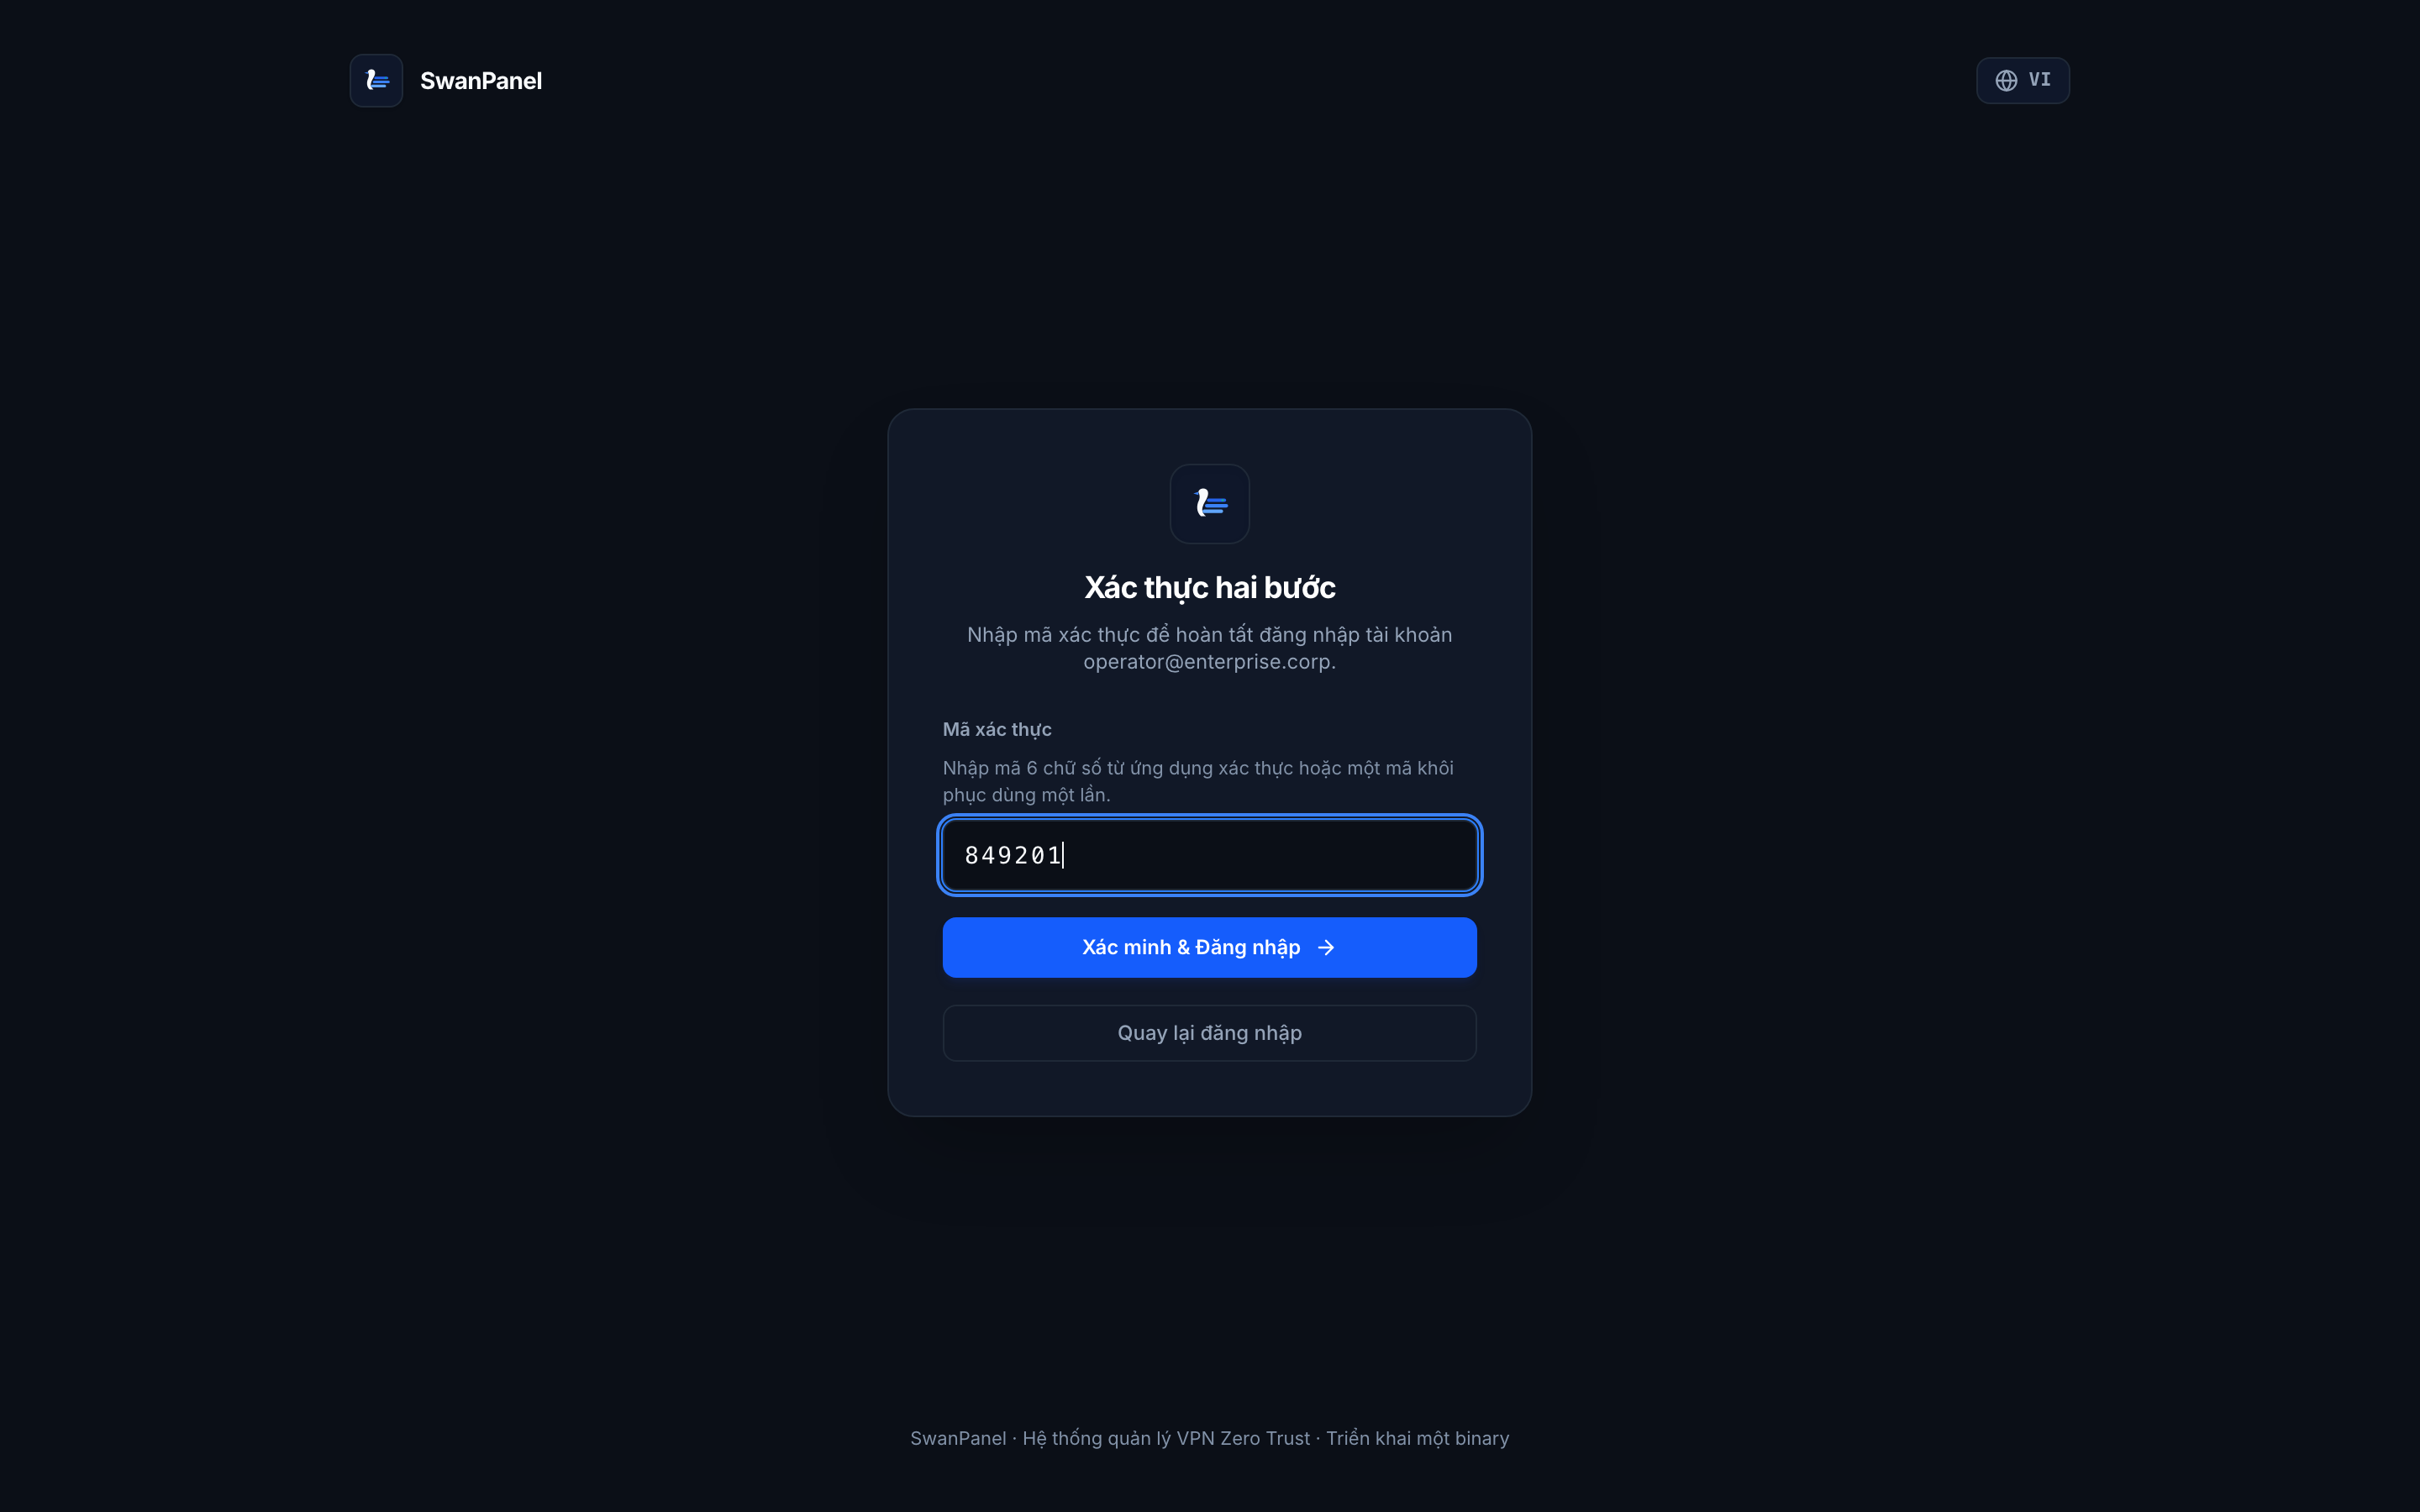 SwanPanel
VI
Xác thực hai bước
Nhập mã xác thực để hoàn tất đăng nhập tài khoản
operator@enterprise.corp.
Mã xác thực
Nhập mã 6 chữ số từ ứng dụng xác thực hoặc một mã khôi
phục dùng một lần.
849201
Xác minh & Đăng nhập
Quay lại đăng nhập
SwanPanel · Hệ thống quản lý VPN Zero Trust · Triển khai một binary